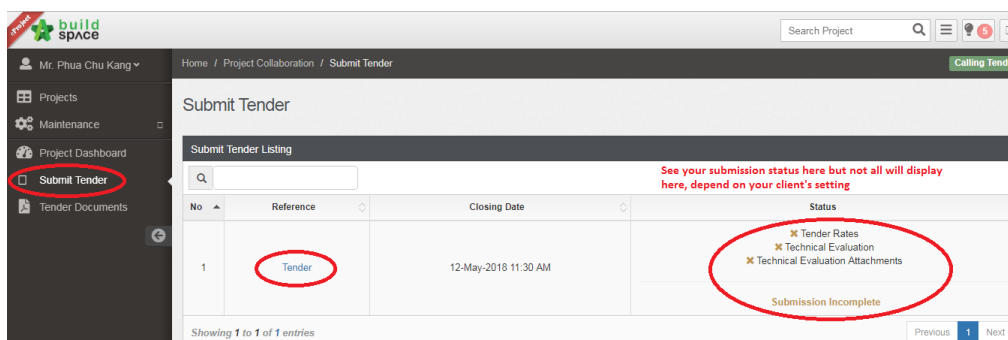 eProject
build
space
Search Project
5
Mr. Phua Chu Kang
Home / Project Collaboration / Submit Tender
Calling Tend
Projects
Maintenance
Submit Tender
Project Dashboard
Submit Tender
Tender Documents
Submit Tender Listing
See your submission status here but not all will display
here, depend on your client's setting
No Reference Closing Date Status
1 Tender 12-May-2018 11:30 AM
Tender Rates
Technical Evaluation
Technical Evaluation Attachments
Submission Incomplete
Showing 1 to 1 of 1 entries
Previous 1 Next